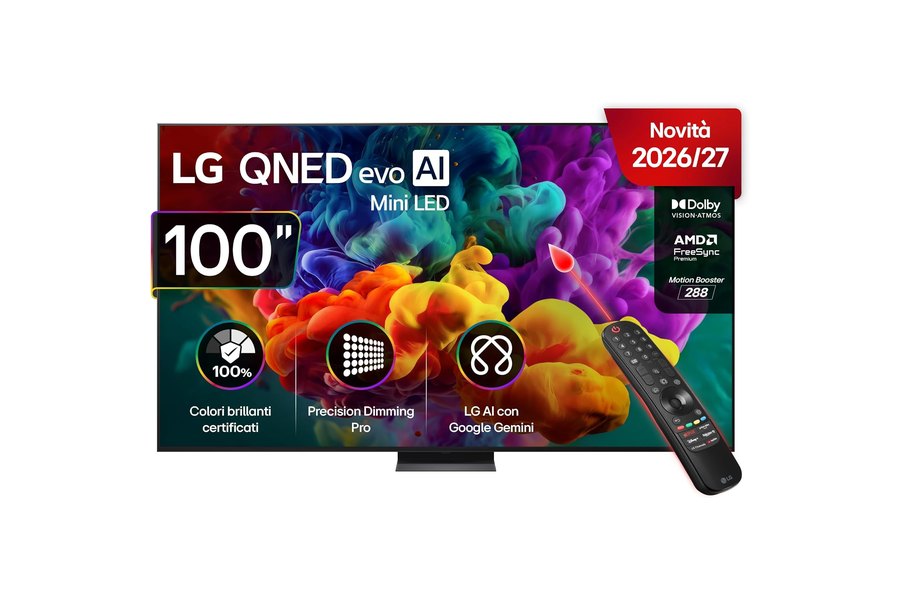 LG QNED evo AI
Mini LED
100"
Novità
2026/27
Dolby
VISION·ATMOS
AMD
FreeSync
Premium
Motion Booster
288
100%
Colori brillanti
certificati
Precision Dimming
Pro
LG AI con
Google Gemini
LG